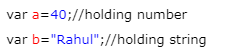 var a=40;//holding number
var b="Rahul";//holding string